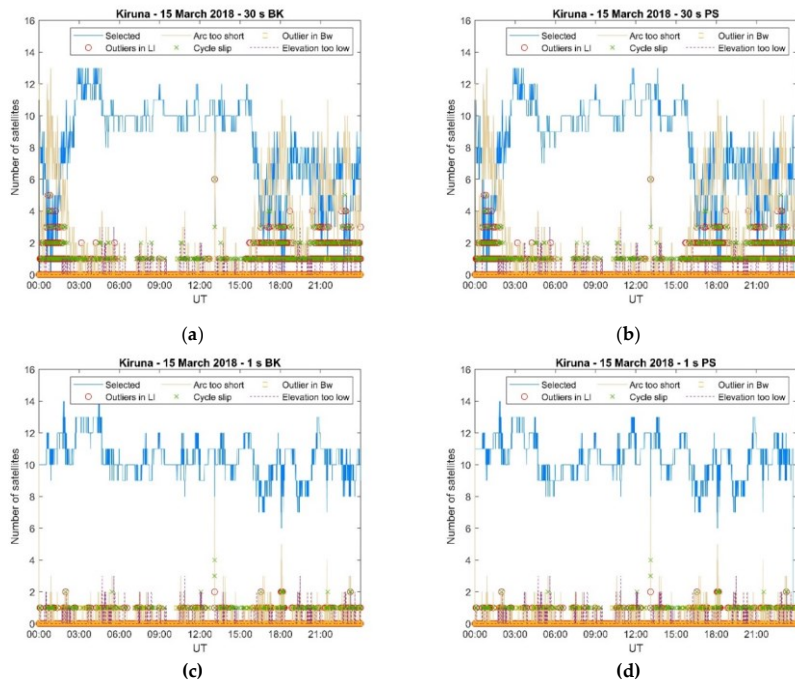 Kiruna - 15 March 2018 - 30 s BK
Selected Arc too short Outlier in Bw
Outliers in LI Cycle slip Elevation too low
Number of satellites
16
14
12
10
8
6
4
2
0
00:00 03:00 06:00 09:00 12:00 15:00 18:00 21:00
UT
(a)
Kiruna - 15 March 2018 - 30 s PS
Selected Arc too short Outlier in Bw
Outliers in LI Cycle slip Elevation too low
Number of satellites
16
14
12
10
8
6
4
2
0
00:00 03:00 06:00 09:00 12:00 15:00 18:00 21:00
UT
(b)
Kiruna - 15 March 2018 - 1 s BK
Selected Arc too short Outlier in Bw
Outliers in LI Cycle slip Elevation too low
Number of satellites
16
14
12
10
8
6
4
2
0
00:00 03:00 06:00 09:00 12:00 15:00 18:00 21:00
UT
(c)
Kiruna - 15 March 2018 - 1 s PS
Selected Arc too short Outlier in Bw
Outliers in LI Cycle slip Elevation too low
Number of satellites
16
14
12
10
8
6
4
2
0
00:00 03:00 06:00 09:00 12:00 15:00 18:00 21:00
UT
(d)